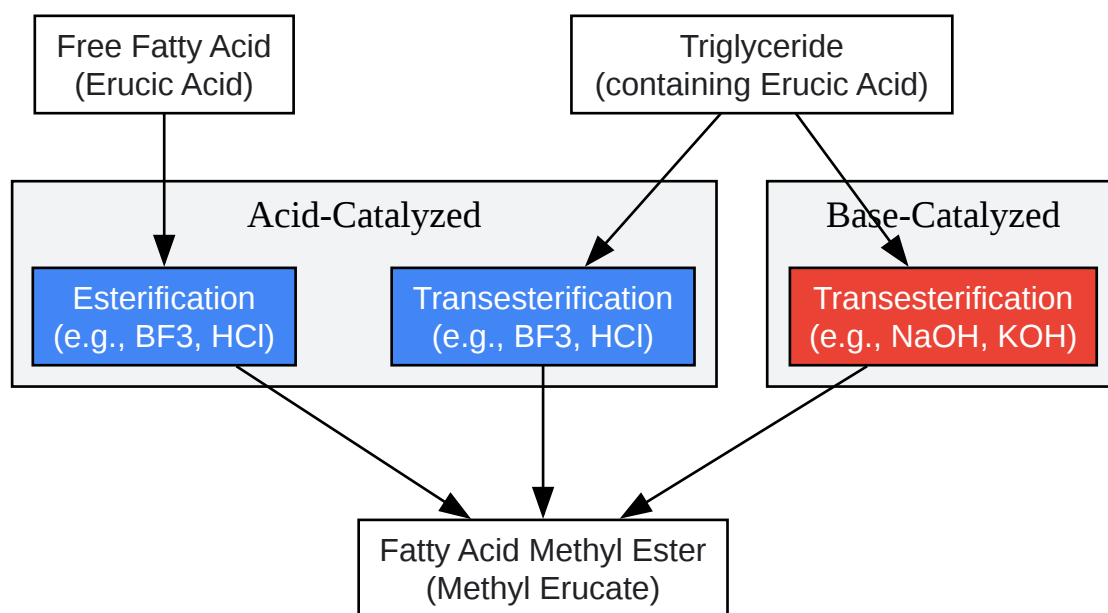 Free Fatty Acid
(Erucic Acid)
Triglyceride
(containing Erucic Acid)
Acid-Catalyzed
Base-Catalyzed
Esterification
(e.g., BF3, HCl)
Transesterification
(e.g., BF3, HCl)
Transesterification
(e.g., NaOH, KOH)
Fatty Acid Methyl Ester
(Methyl Erucate)